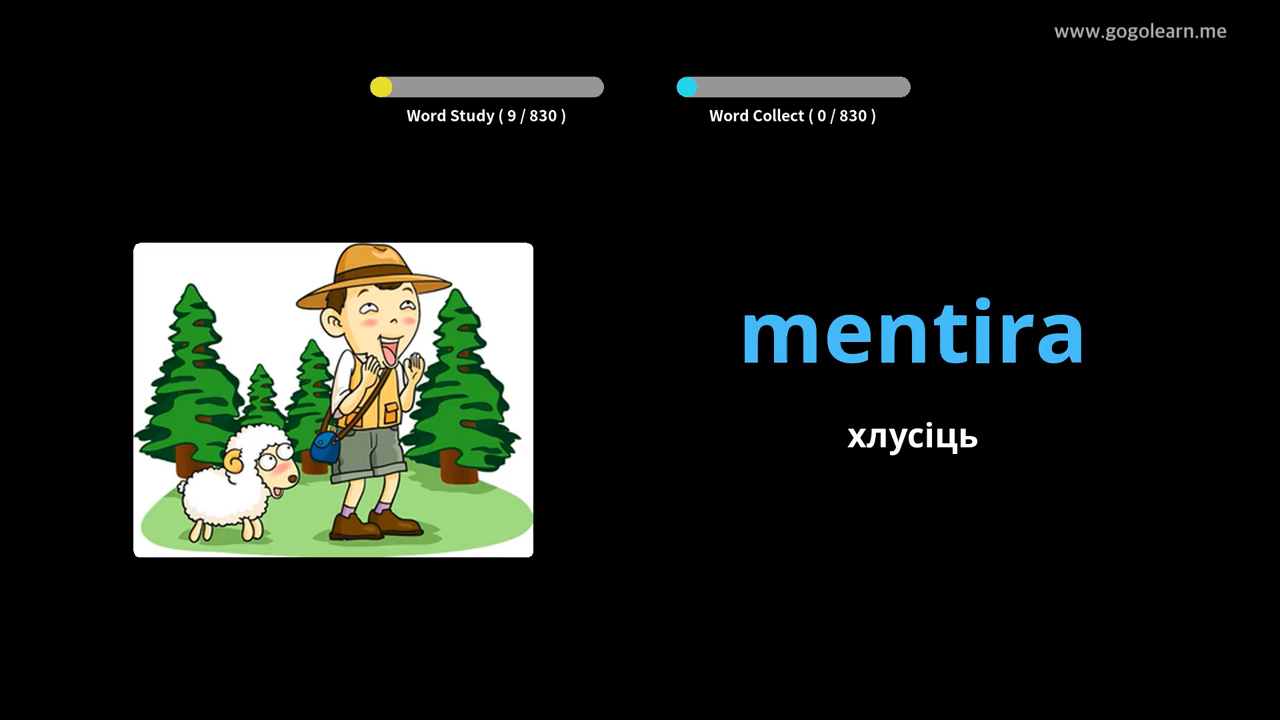 www.gogolearn.me
Word Study ( 9 / 830 )
Word Collect ( 0 / 830 )
mentira
хлусіць